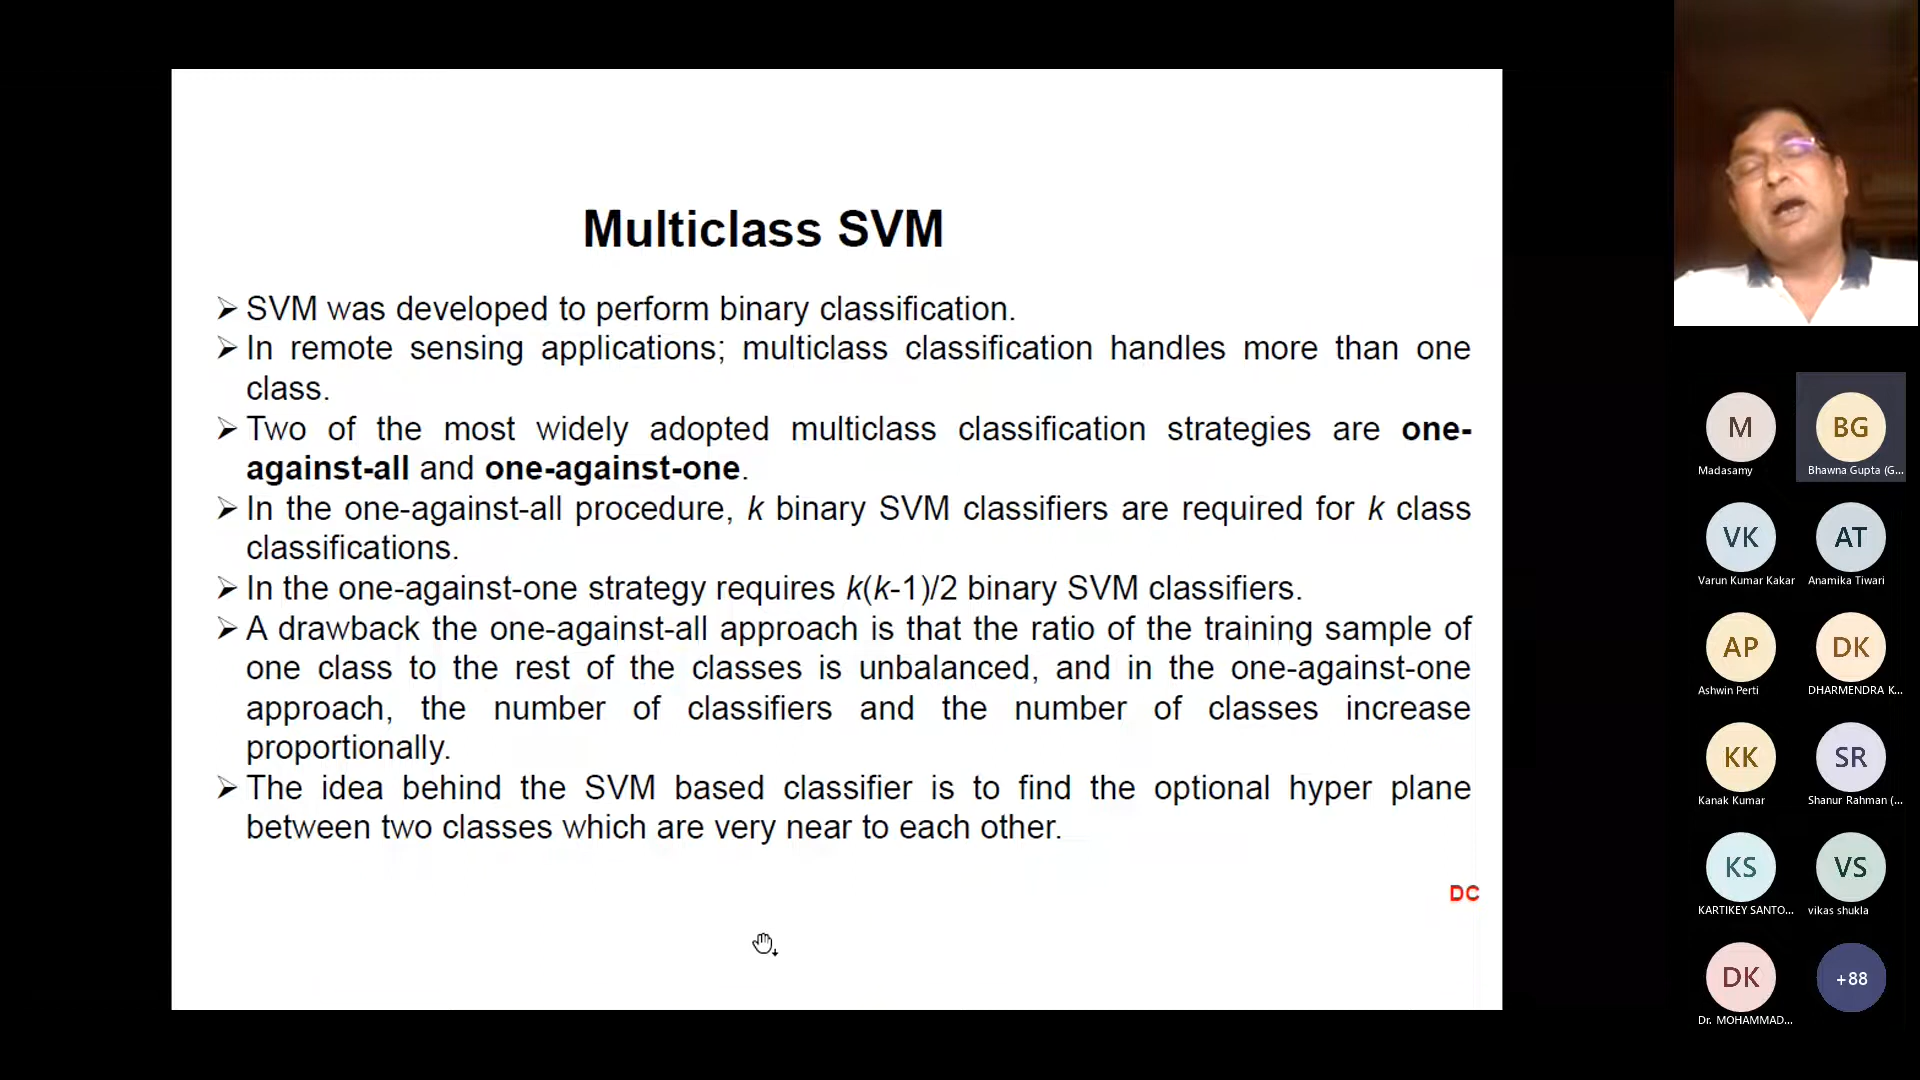 Multiclass SVM
➢ SVM was developed to perform binary classification.
➢ In remote sensing applications; multiclass classification handles more than one
class.
➢ Two of the most widely adopted multiclass classification strategies are one-
against-all and one-against-one.
➢ In the one-against-all procedure, k binary SVM classifiers are required for k class
classifications.
➢ In the one-against-one strategy requires k(k-1)/2 binary SVM classifiers.
➢ A drawback the one-against-all approach is that the ratio of the training sample of
one class to the rest of the classes is unbalanced, and in the one-against-one
approach, the number of classifiers and the number of classes increase
proportionally.
➢ The idea behind the SVM based classifier is to find the optional hyper plane
between two classes which are very near to each other.
DC
M
Madasamy
BG
Bhawna Gupta (G...
VK
Varun Kumar Kakar
AT
Anamika Tiwari
AP
Ashwin Perti
DK
DHARMENDRA K...
KK
Kanak Kumar
SR
Shanur Rahman (...
KS
KARTIKEY SANTO...
VS
vikas shukla
DK
Dr. MOHAMMAD...
+88